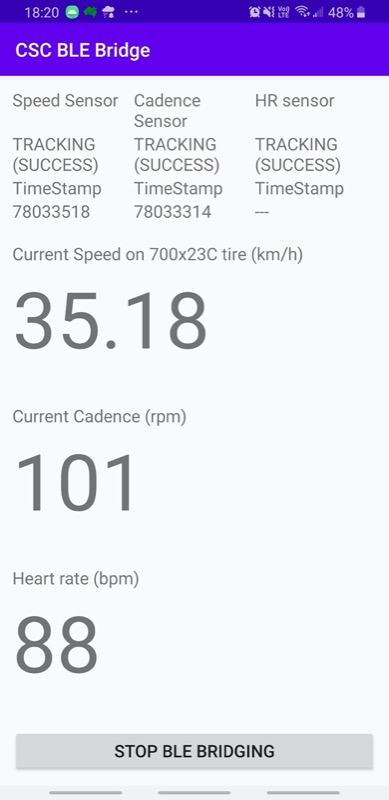 18:20 48%
CSC BLE Bridge
Speed Sensor Cadence Sensor HR sensor
TRACKING (SUCCESS) TRACKING (SUCCESS) TRACKING (SUCCESS)
TimeStamp TimeStamp TimeStamp
78033518 78033314 ---
Current Speed on 700x23C tire (km/h)
35.18
Current Cadence (rpm)
101
Heart rate (bpm)
88
STOP BLE BRIDGING